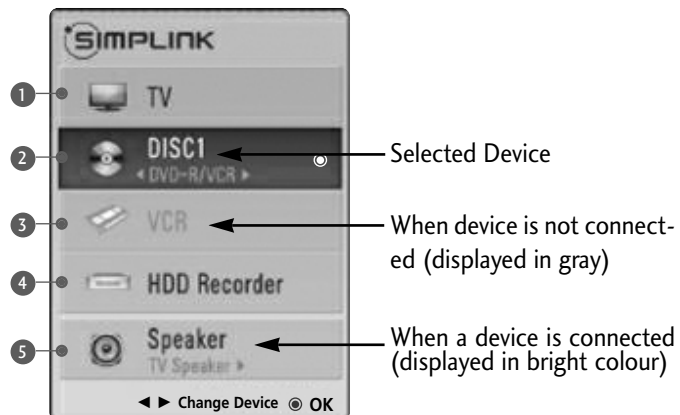 SIMPLINK
1 TV
2 DISC1
◄ DVD-R/VCR ►
Selected Device
3 VCR
When device is not connect-
ed (displayed in gray)
4 HDD Recorder
5 Speaker
TV Speaker ►
When a device is connected
(displayed in bright colour)
◄ ► Change Device ◉ OK